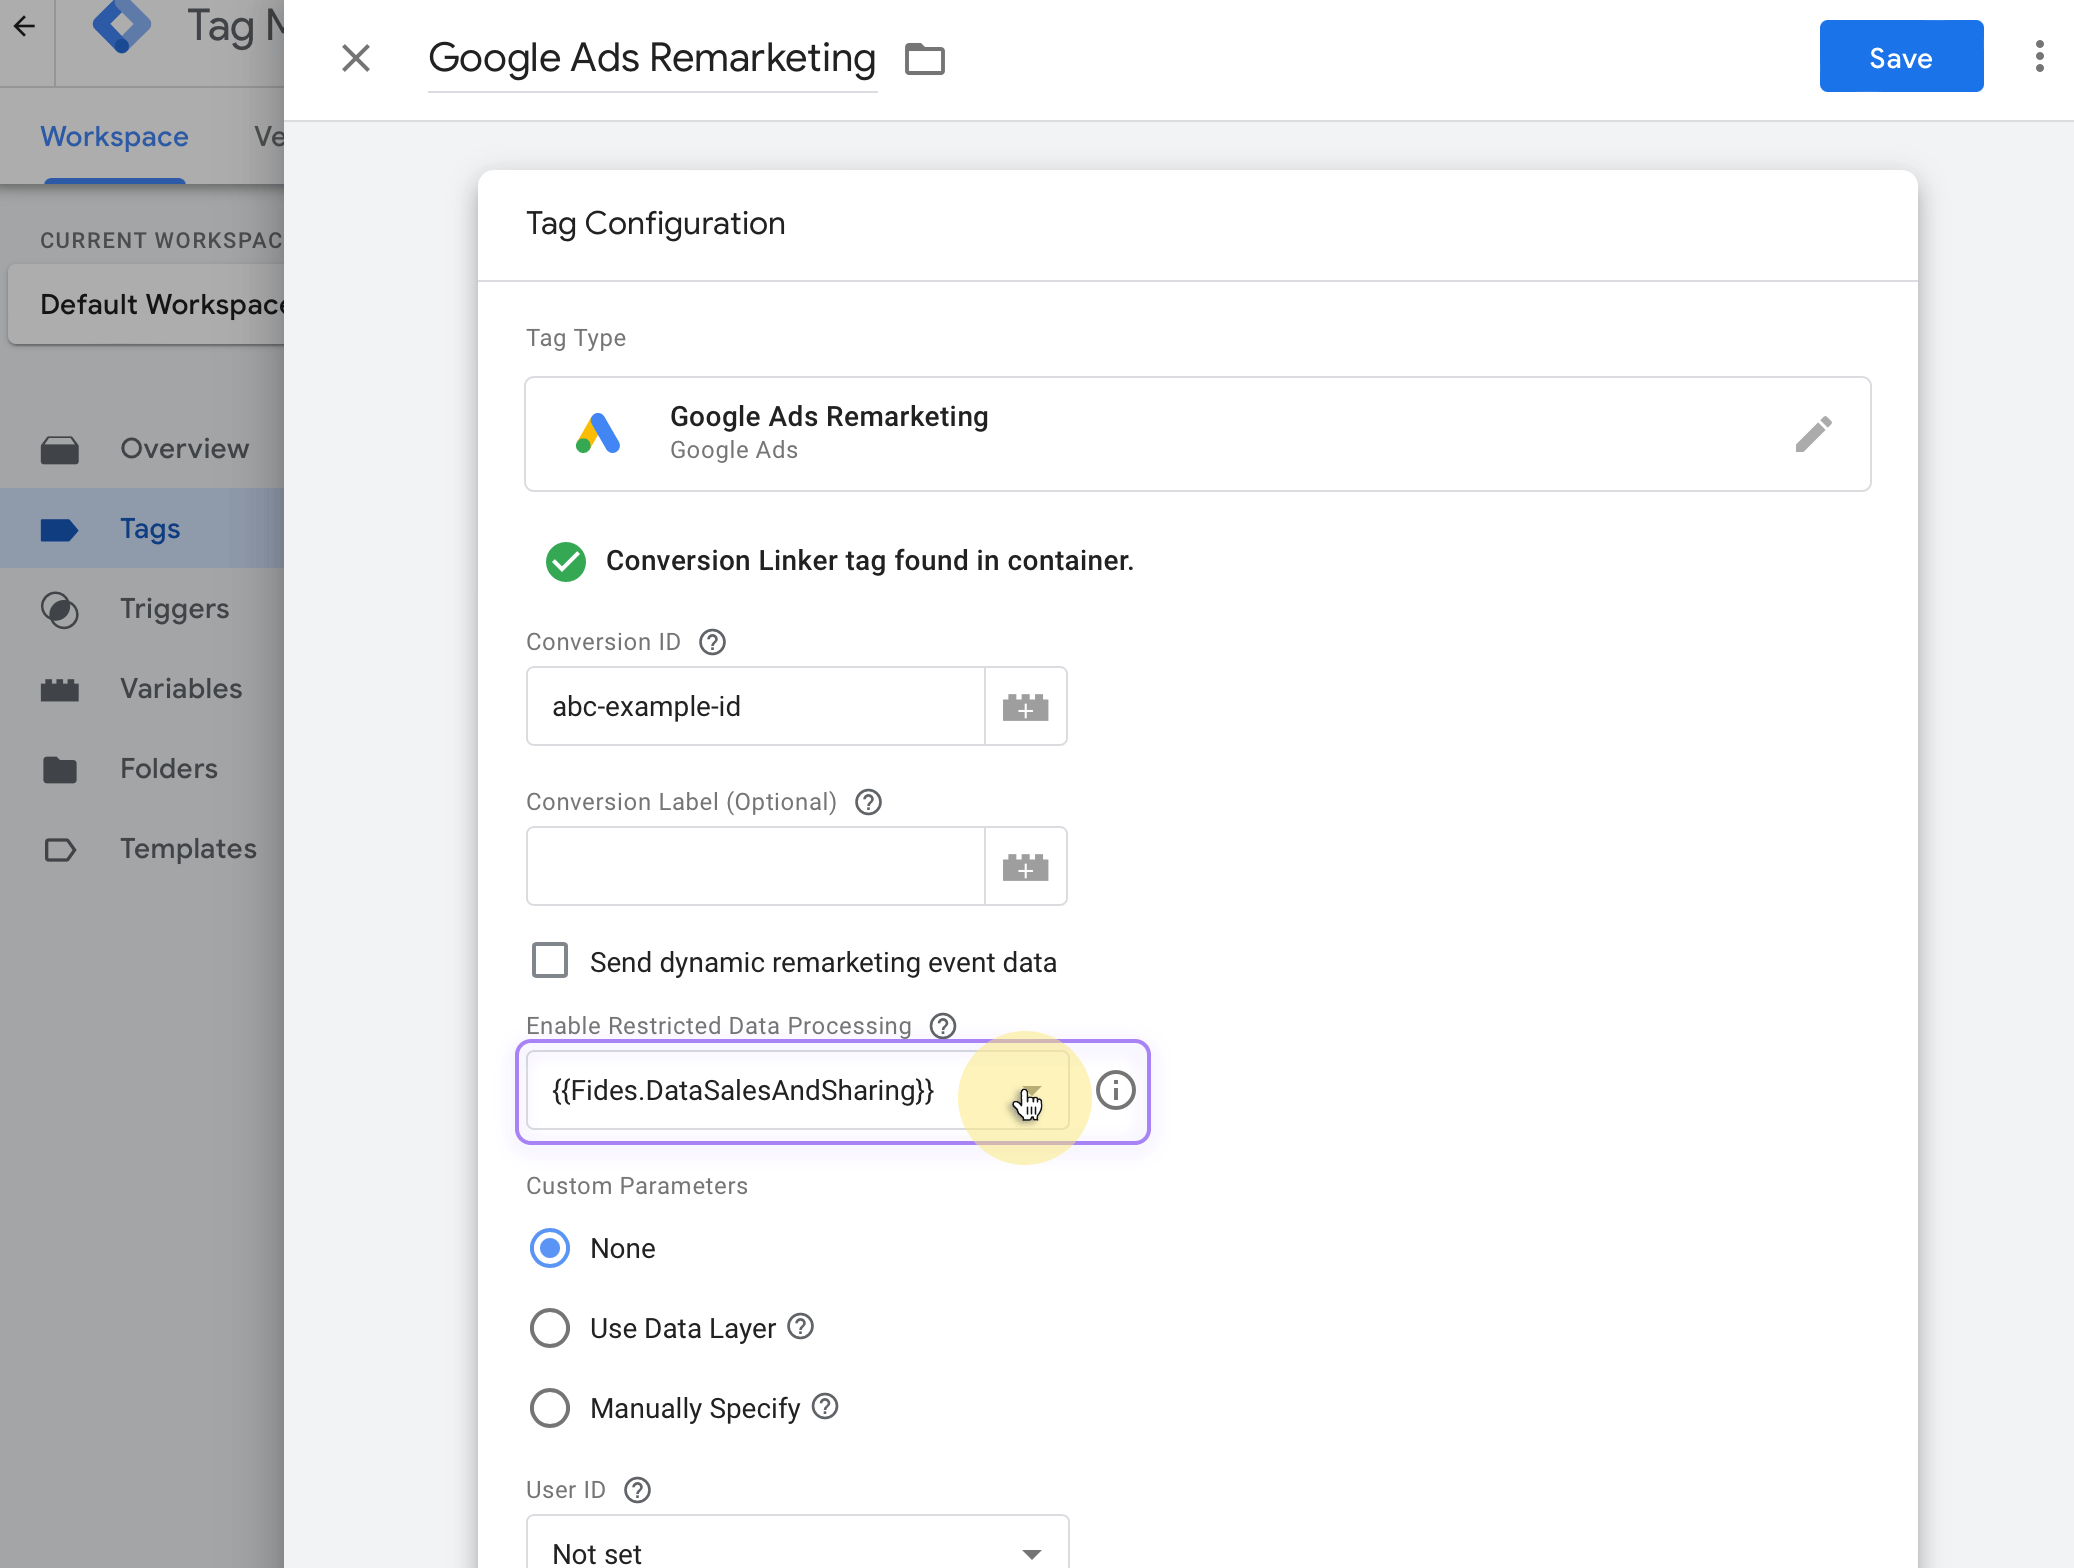 Tag M
Google Ads Remarketing
Save
Workspace
Ve
CURRENT WORKSPAC
Default Workspace
Overview
Tags
Triggers
Variables
Folders
Templates
Tag Configuration
Tag Type
Google Ads Remarketing
Google Ads
Conversion Linker tag found in container.
Conversion ID
abc-example-id
Conversion Label (Optional)
Send dynamic remarketing event data
Enable Restricted Data Processing
{{Fides.DataSalesAndSharing}}
Custom Parameters
None
Use Data Layer
Manually Specify
User ID
Not set